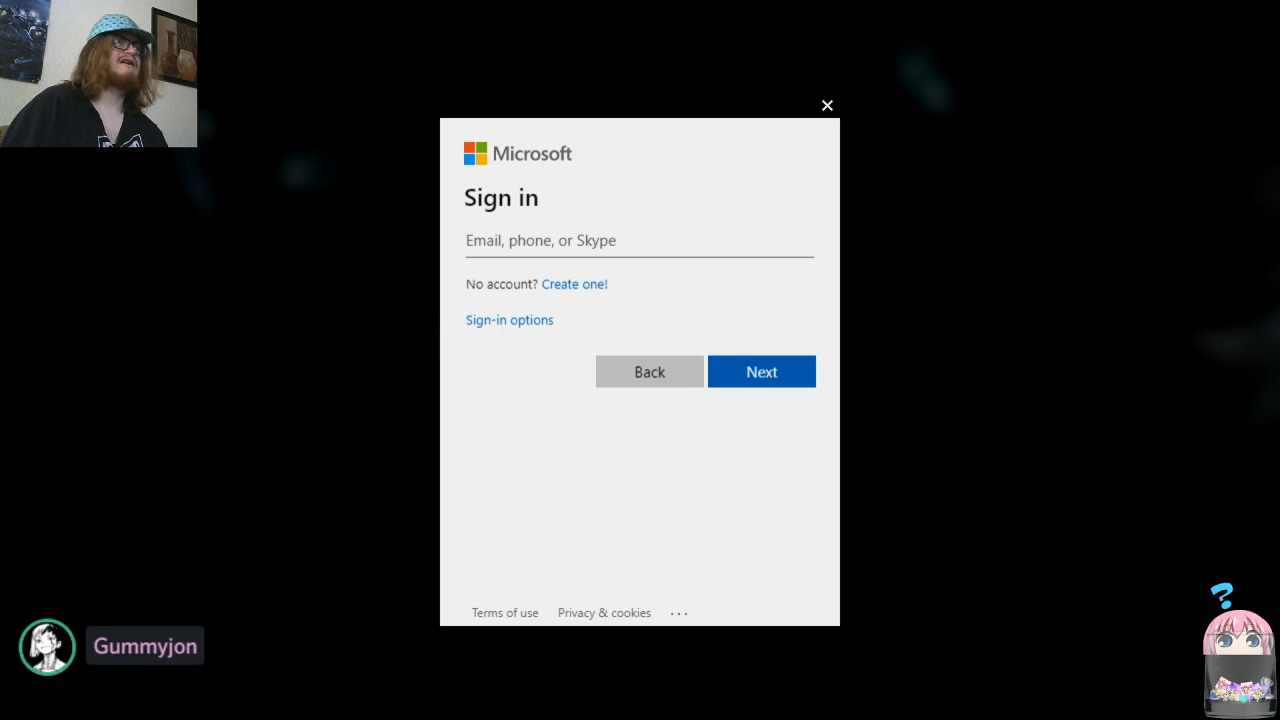 Microsoft
Sign in
Email, phone, or Skype
No account? Create one!
Sign-in options
Back
Next
Terms of use
Privacy & cookies
...
Gummyjon
?